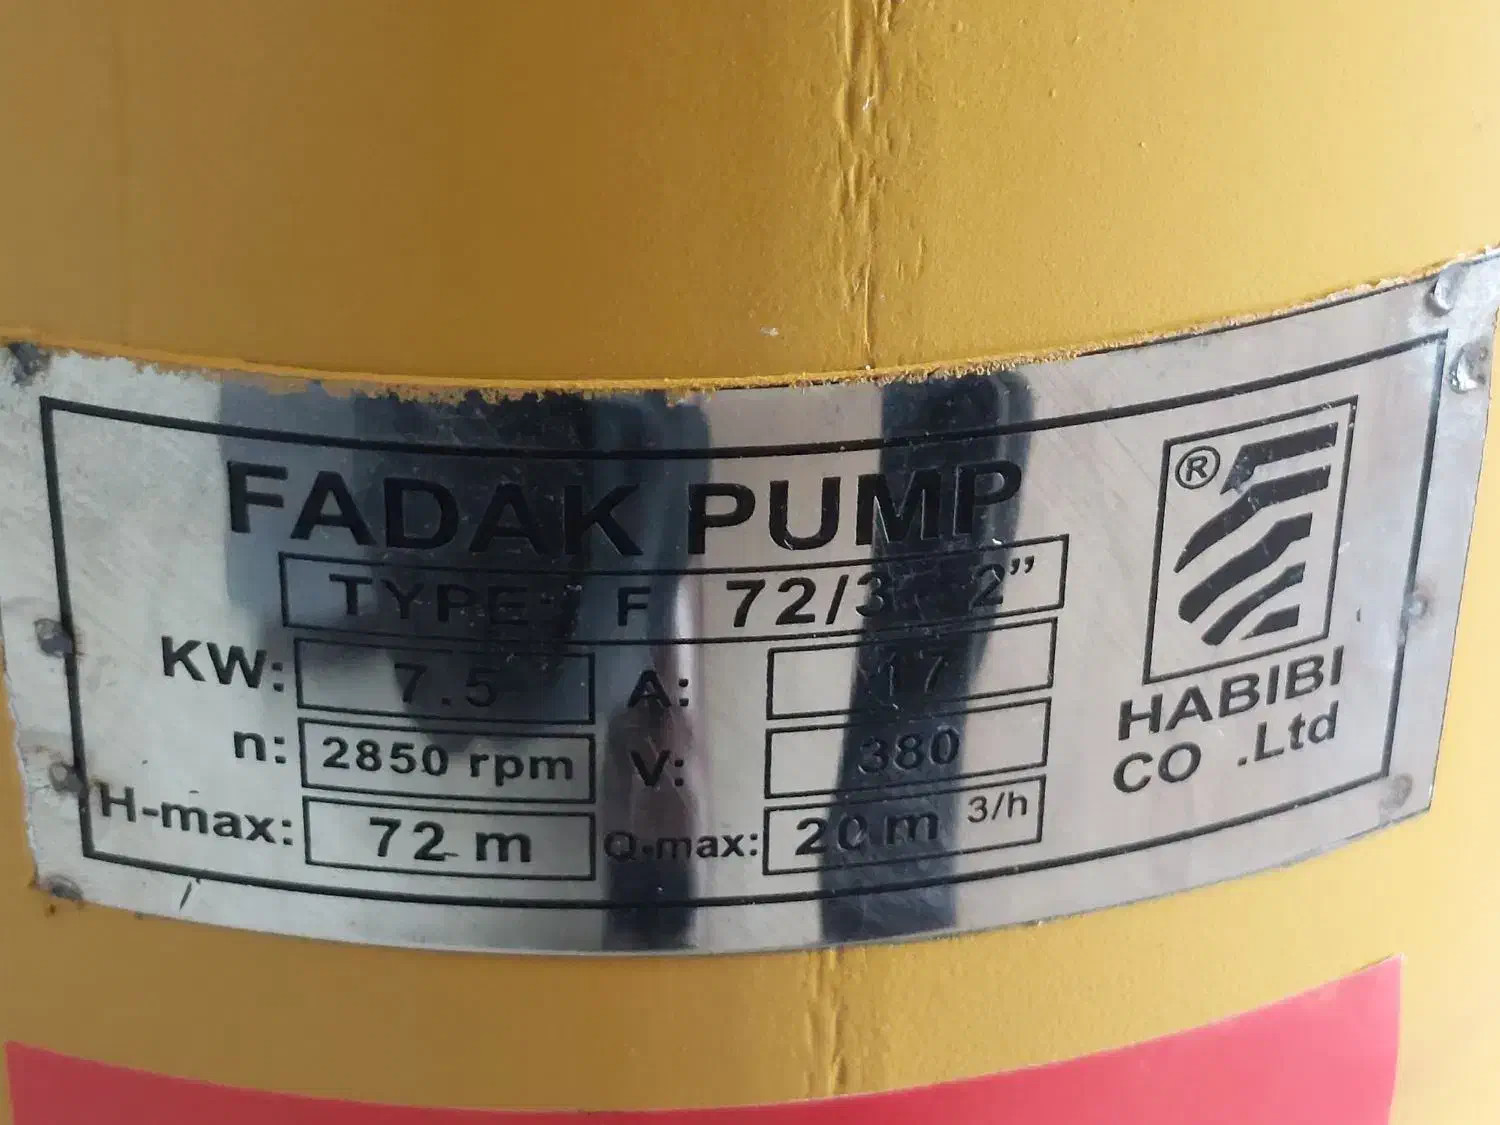 FADAK PUMP
TYPE: F 72/3 2”
KW: 7.5 A: 17
n: 2850 rpm V: 380
H-max: 72 m Q-max: 20 m 3/h
®
HABIBI
CO .Ltd